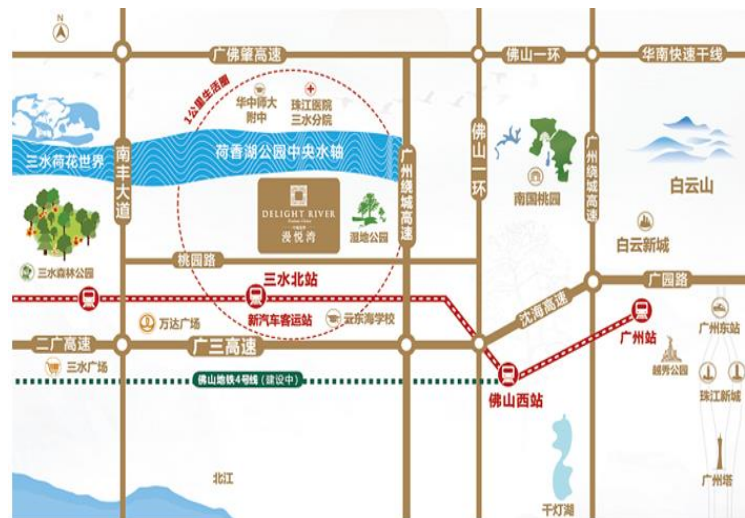 N
广佛肇高速
佛山一环
华南快速干线
1公里生活圈
华中师大
附中
珠江医院
三水分院
三水荷花世界
南丰大道
荷香湖公园中央水轴
广州绕城高速
佛山一环
南国桃园
广州绕城高速
白云山
DELIGHT RIVER
漫悦湾
湿地公园
白云新城
三水森林公园
桃园路
三水北站
广园路
沈海高速
新汽车客运站
万达广场
云东海学校
广州站
广州东站
二广高速
广三高速
三水广场
越秀公园
佛山地铁4号线(建设中)
佛山西站
珠江新城
北江
千灯湖
广州塔